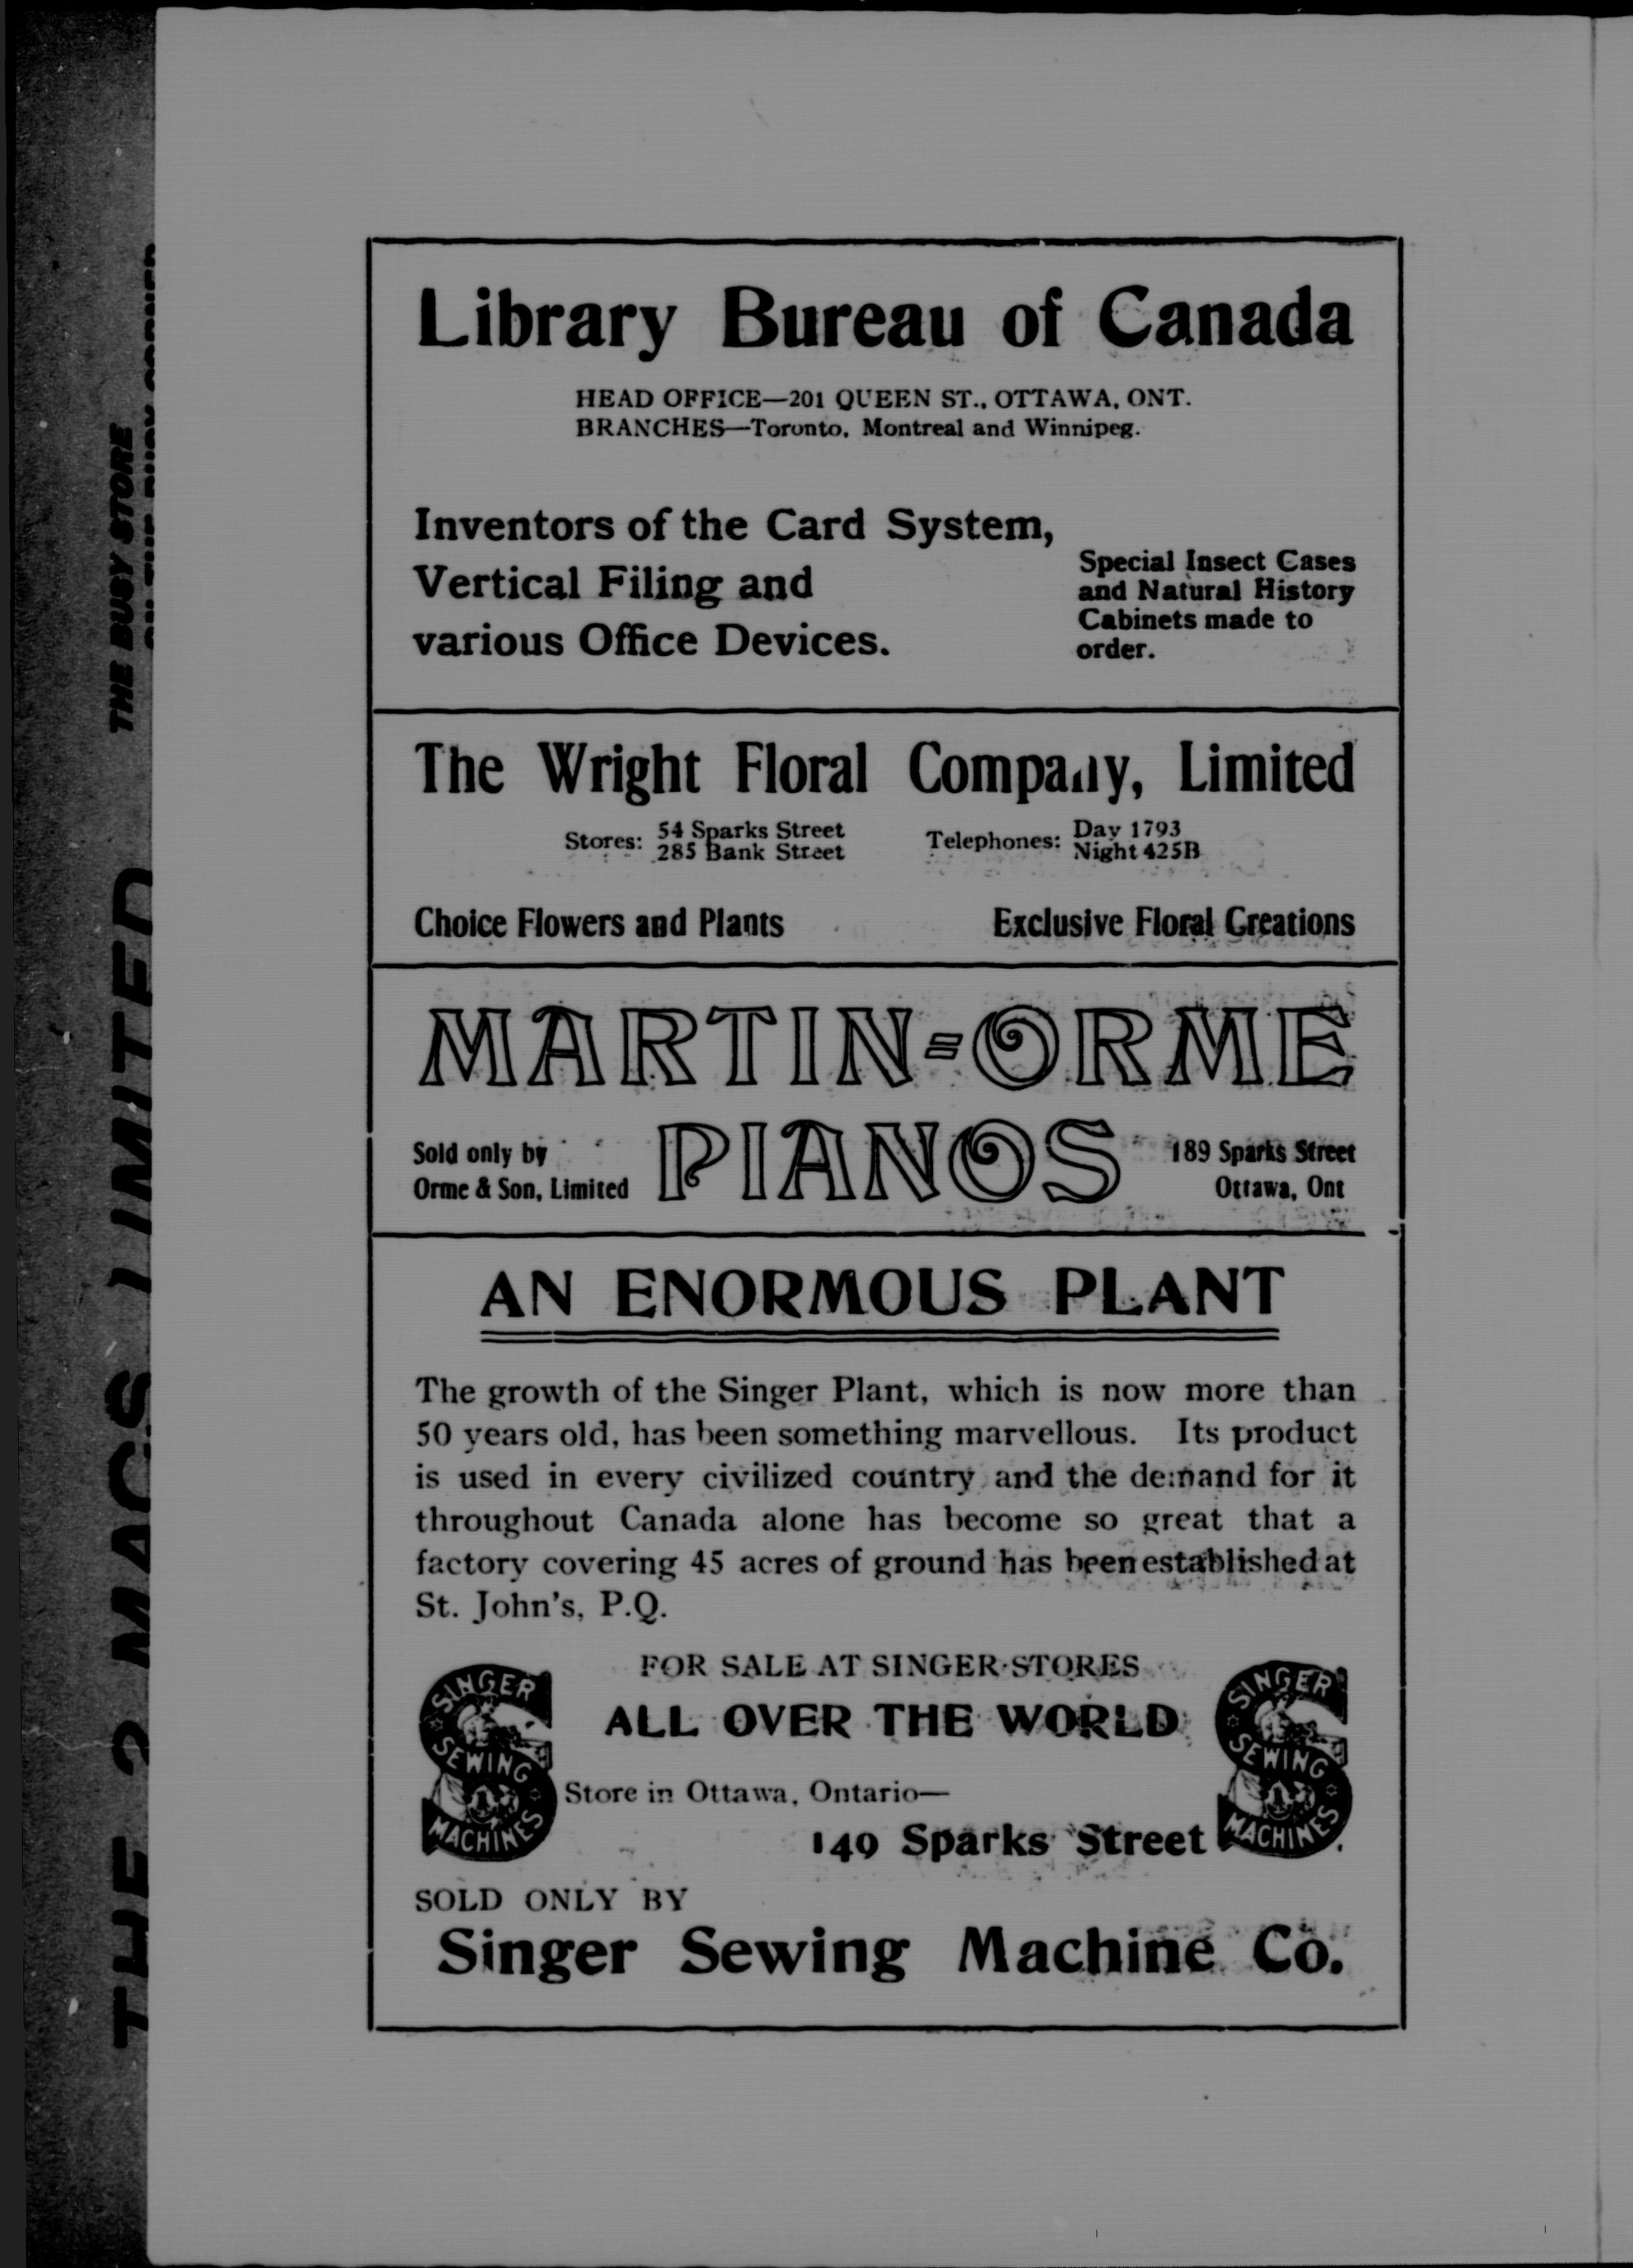 Library Bureau of Canada
HEAD OFFICE—201 QUEEN ST., OTTAWA, ONT.
BRANCHES—Toronto, Montreal and Winnipeg.
Inventors of the Card System,
Vertical Filing and
various Office Devices.
Special Insect Cases
and Natural History
Cabinets made to
order.
The Wright Floral Company, Limited
Stores: 54 Sparks Street
285 Bank Street
Telephones: Day 1793
Night 425B
Choice Flowers and Plants
Exclusive Floral Creations
MARTIN-ORME
PIANOS
Sold only by
Orme & Son, Limited
189 Sparks Street
Ottawa, Ont
AN ENORMOUS PLANT
The growth of the Singer Plant, which is now more than
50 years old, has been something marvellous. Its product
is used in every civilized country and the demand for it
throughout Canada alone has become so great that a
factory covering 45 acres of ground has been established at
St. John's, P.Q.
FOR SALE AT SINGER STORES
ALL OVER THE WORLD
SINGER
SEWING
MACHINES
SINGER
SEWING
MACHINES
Store in Ottawa, Ontario—
149 Sparks Street
SOLD ONLY BY
Singer Sewing Machine Co.
THE BUSY STORE
THE 2 MACS LIMITED